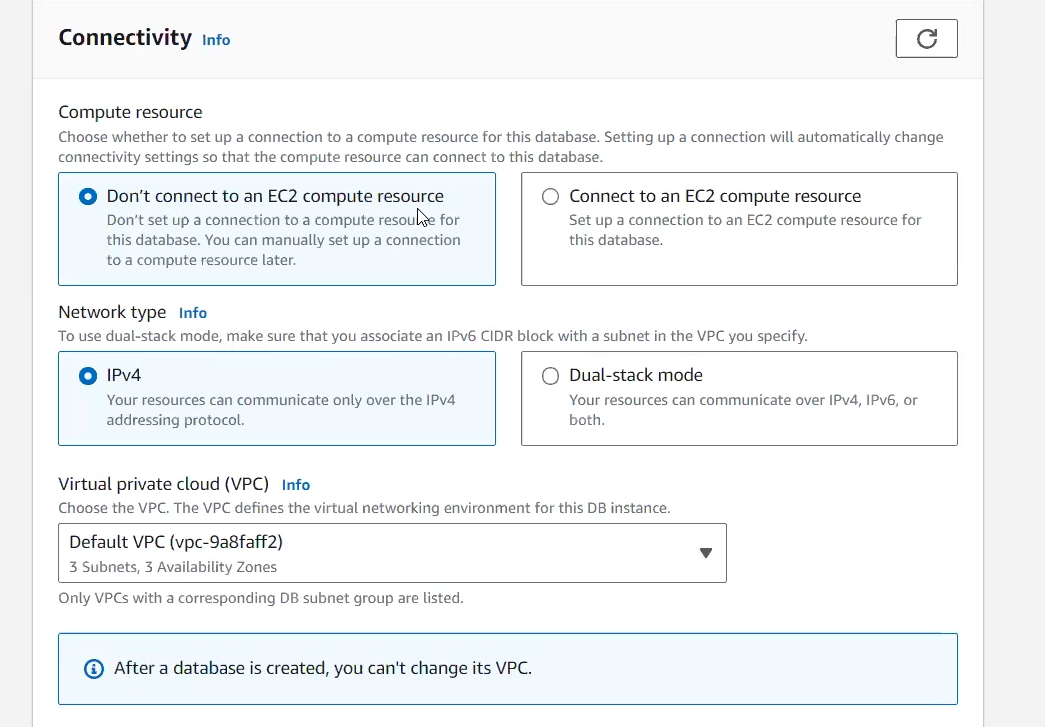 Connectivity Info
Compute resource
Choose whether to set up a connection to a compute resource for this database. Setting up a connection will automatically change
connectivity settings so that the compute resource can connect to this database.
Don’t connect to an EC2 compute resource
Don’t set up a connection to a compute resource for
this database. You can manually set up a connection
to a compute resource later.
Connect to an EC2 compute resource
Set up a connection to an EC2 compute resource for
this database.
Network type Info
To use dual-stack mode, make sure that you associate an IPv6 CIDR block with a subnet in the VPC you specify.
IPv4
Your resources can communicate only over the IPv4
addressing protocol.
Dual-stack mode
Your resources can communicate over IPv4, IPv6, or
both.
Virtual private cloud (VPC) Info
Choose the VPC. The VPC defines the virtual networking environment for this DB instance.
Default VPC (vpc-9a8faff2)
3 Subnets, 3 Availability Zones
Only VPCs with a corresponding DB subnet group are listed.
After a database is created, you can't change its VPC.